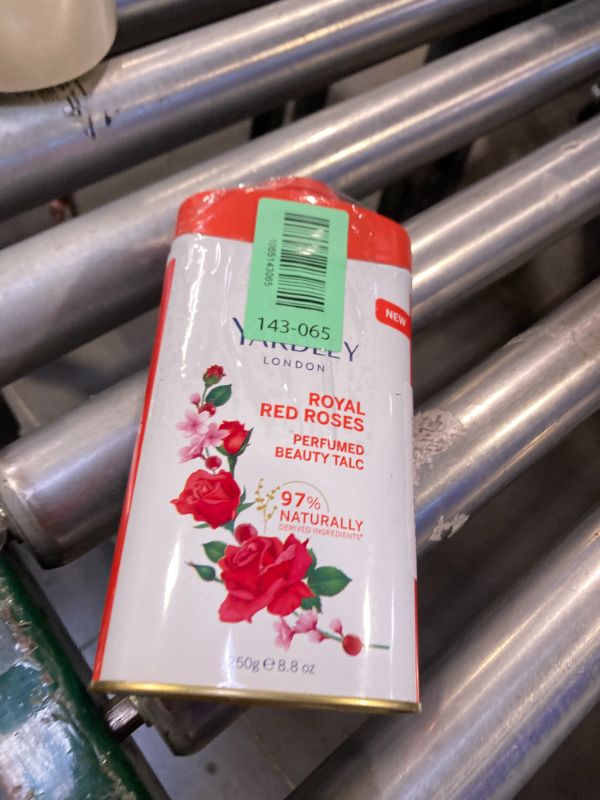 1065143065
143-065
NEW
YARDLEY
LONDON
ROYAL
RED ROSES
PERFUMED
BEAUTY TALC
97%
NATURALLY
DERIVED INGREDIENTS*
250g e 8.8 oz